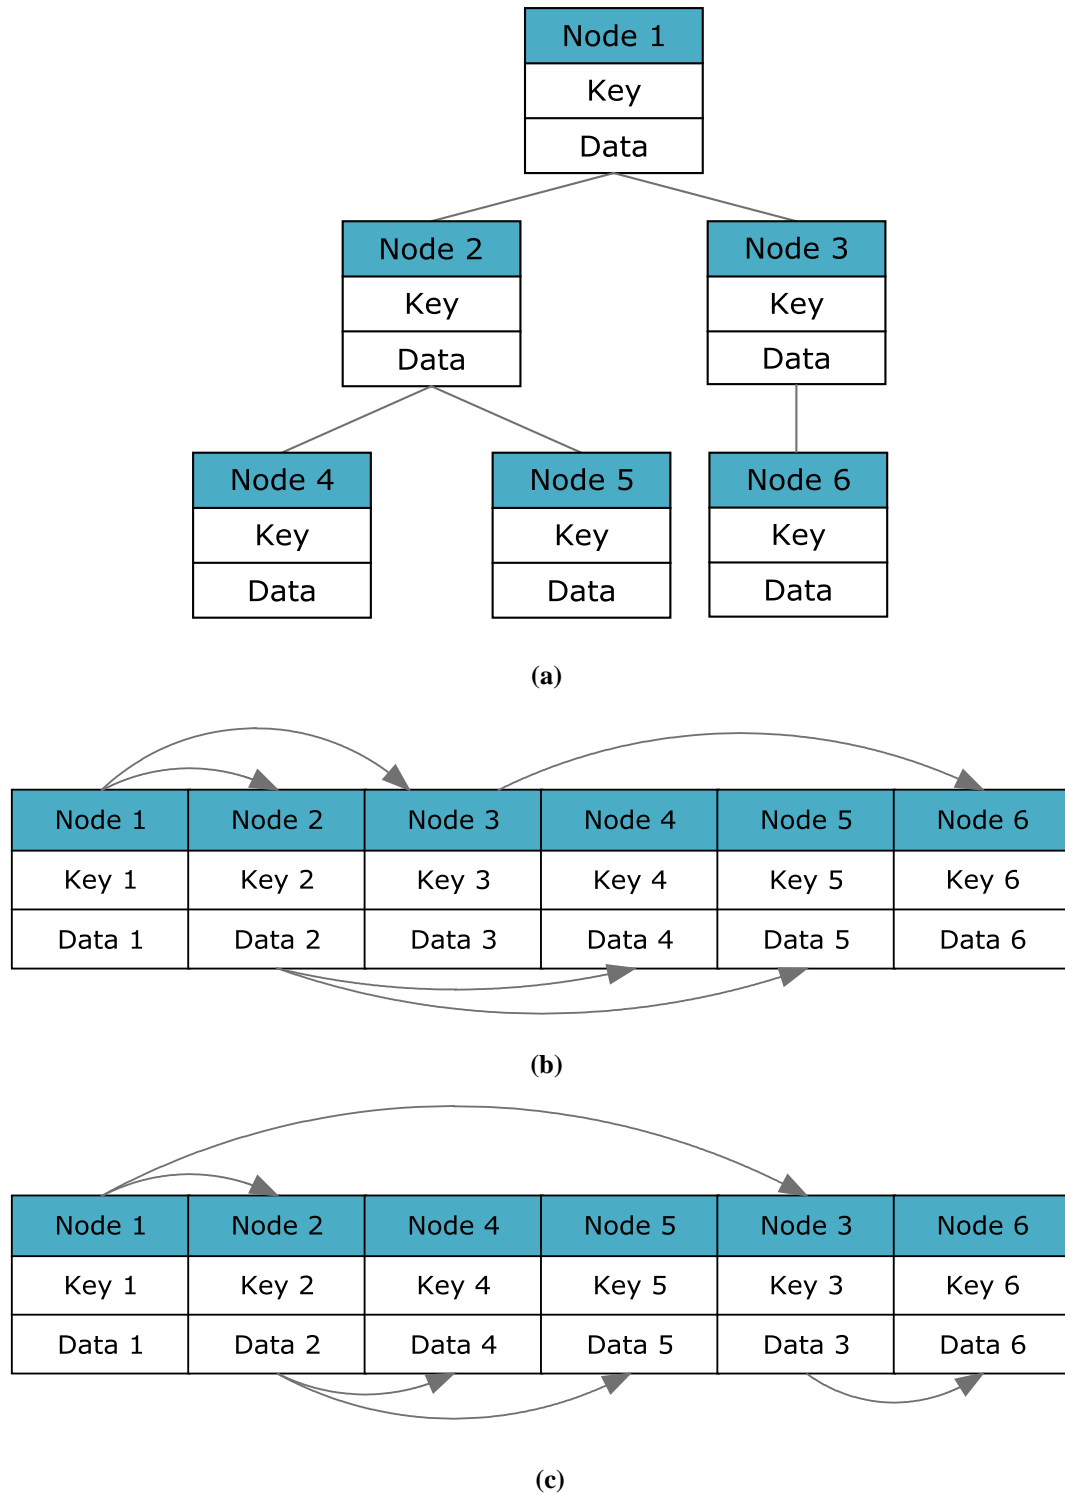 Node 1
Key
Data
Node 2 Node 3
Key Key
Data Data
Node 4 Node 5 Node 6
Key Key Key
Data Data Data
(a)
Node 1 Node 2 Node 3 Node 4 Node 5 Node 6
Key 1 Key 2 Key 3 Key 4 Key 5 Key 6
Data 1 Data 2 Data 3 Data 4 Data 5 Data 6
(b)
Node 1 Node 2 Node 4 Node 5 Node 3 Node 6
Key 1 Key 2 Key 4 Key 5 Key 3 Key 6
Data 1 Data 2 Data 4 Data 5 Data 3 Data 6
(c)